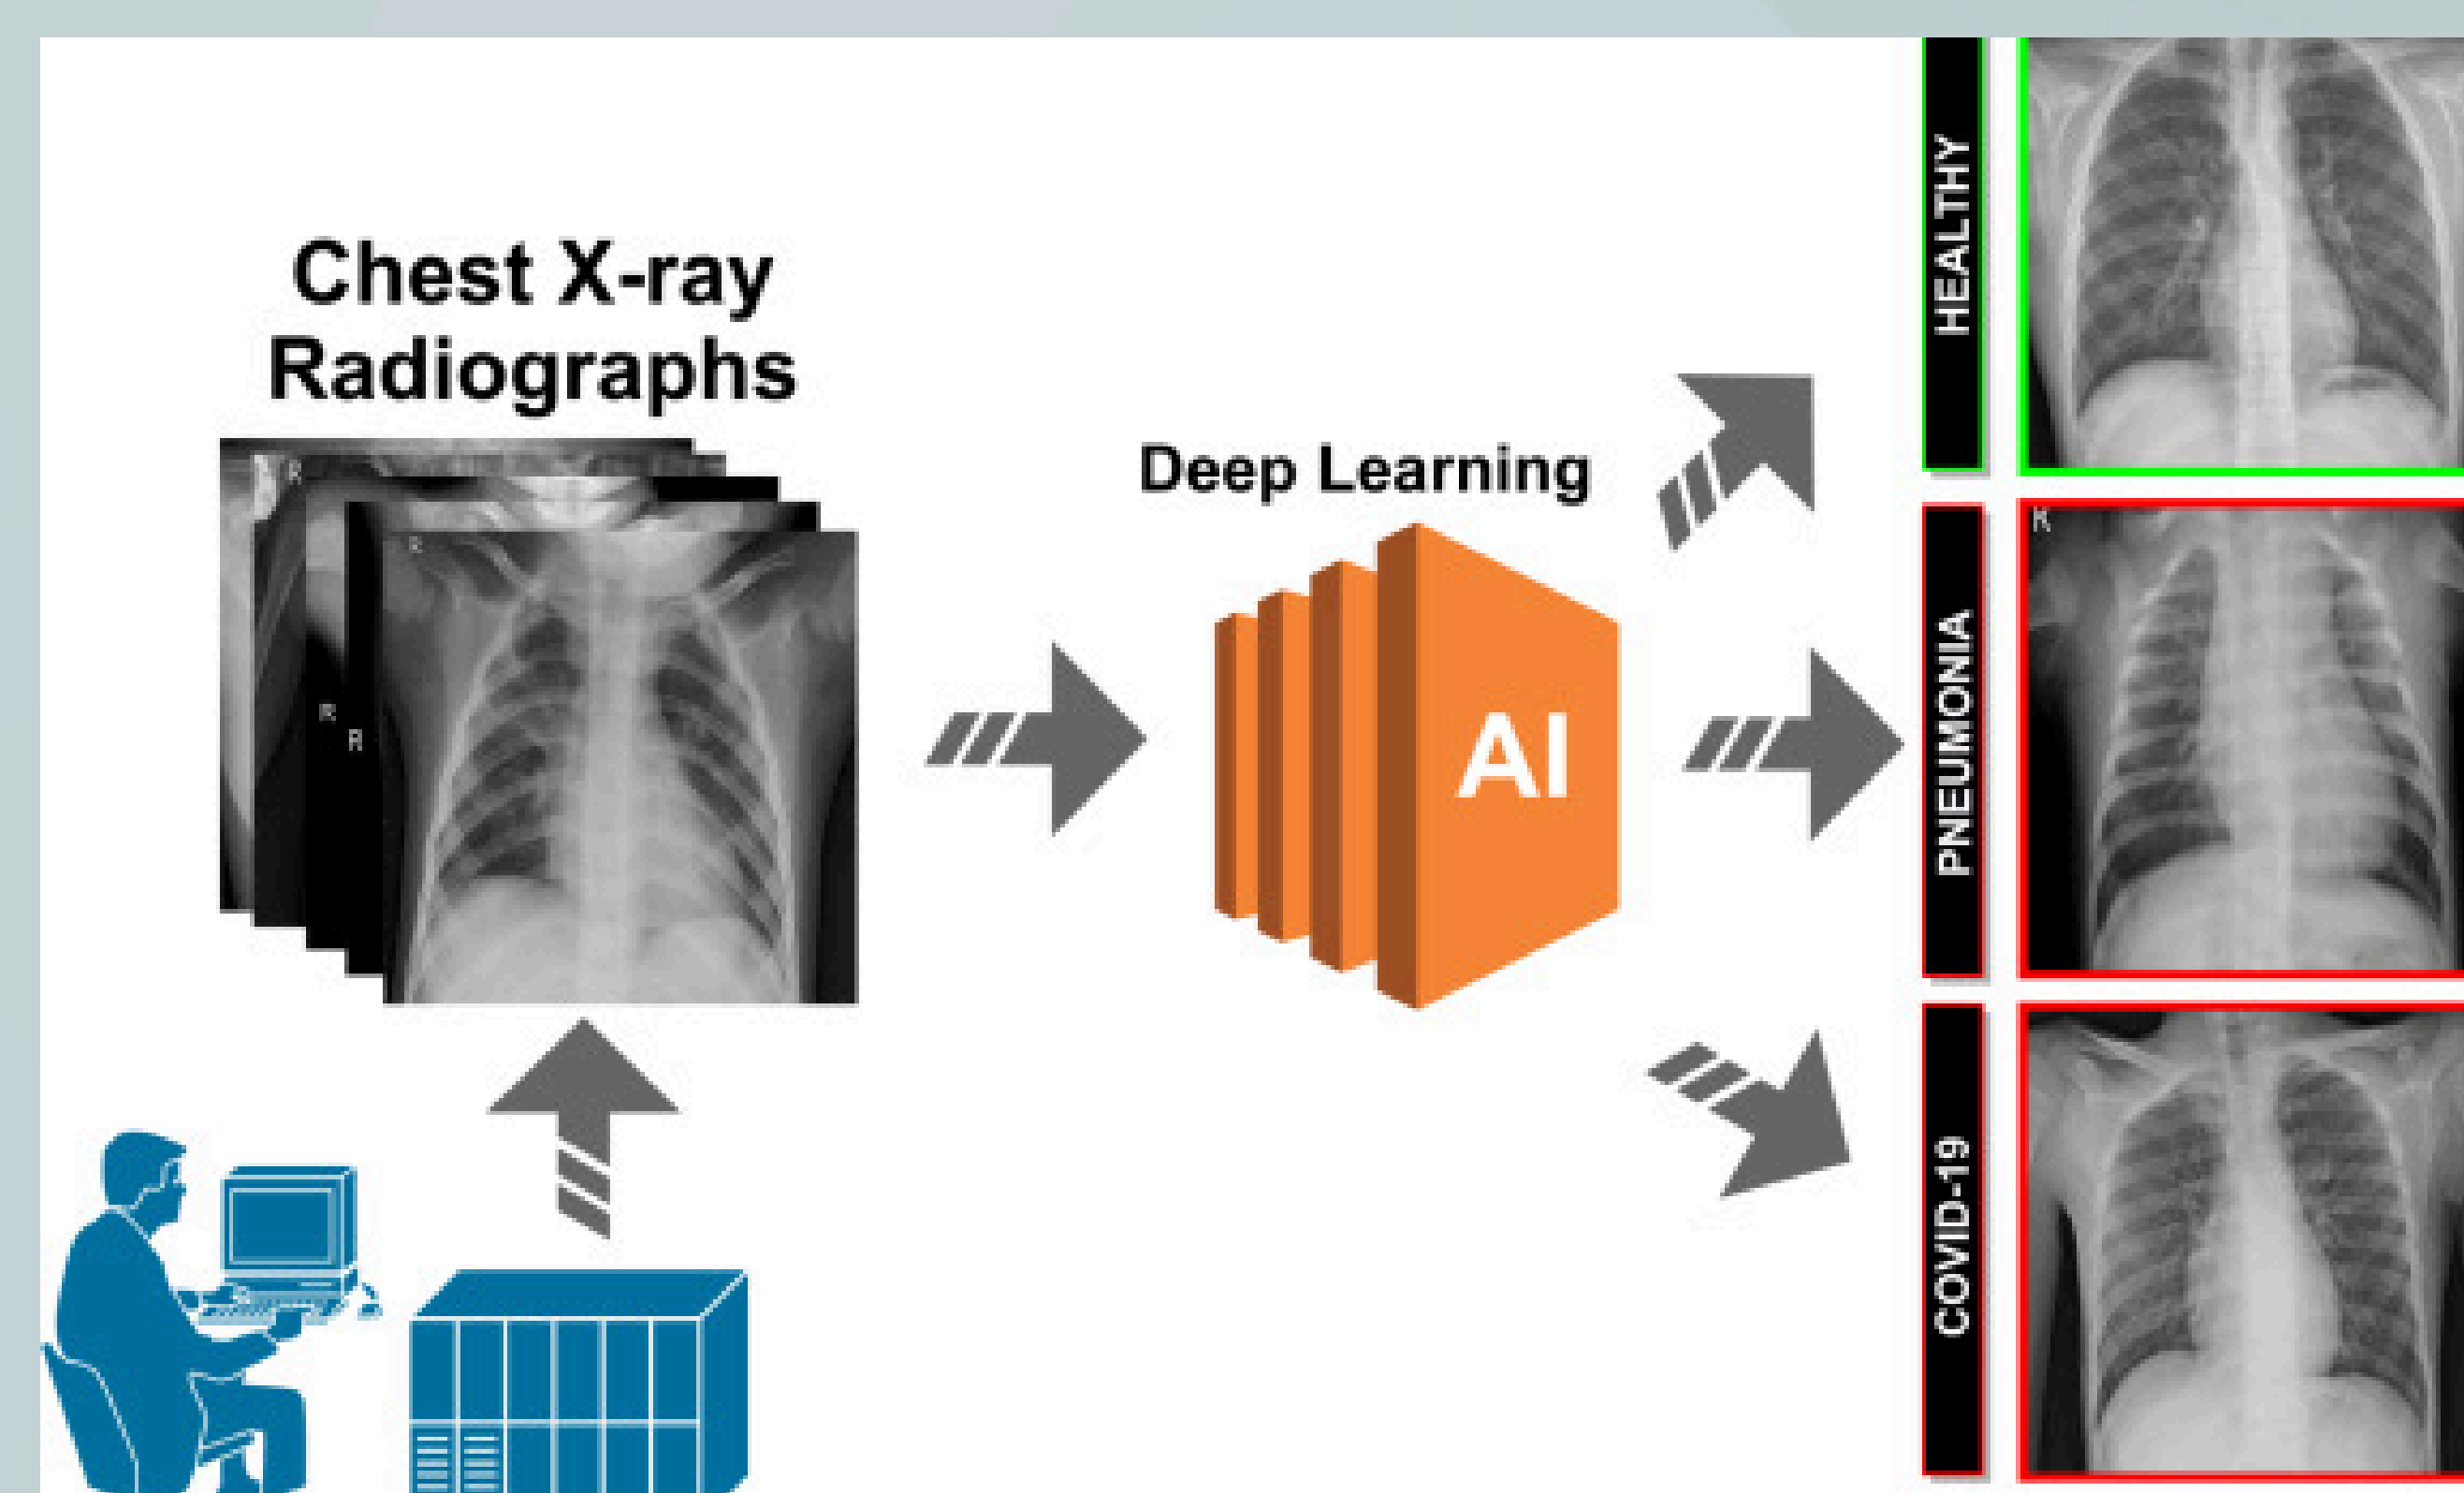 Chest X-ray
Radiographs
R
R
R
R
Deep Learning
AI
HEALTHY
PNEUMONIA
R
COVID-19